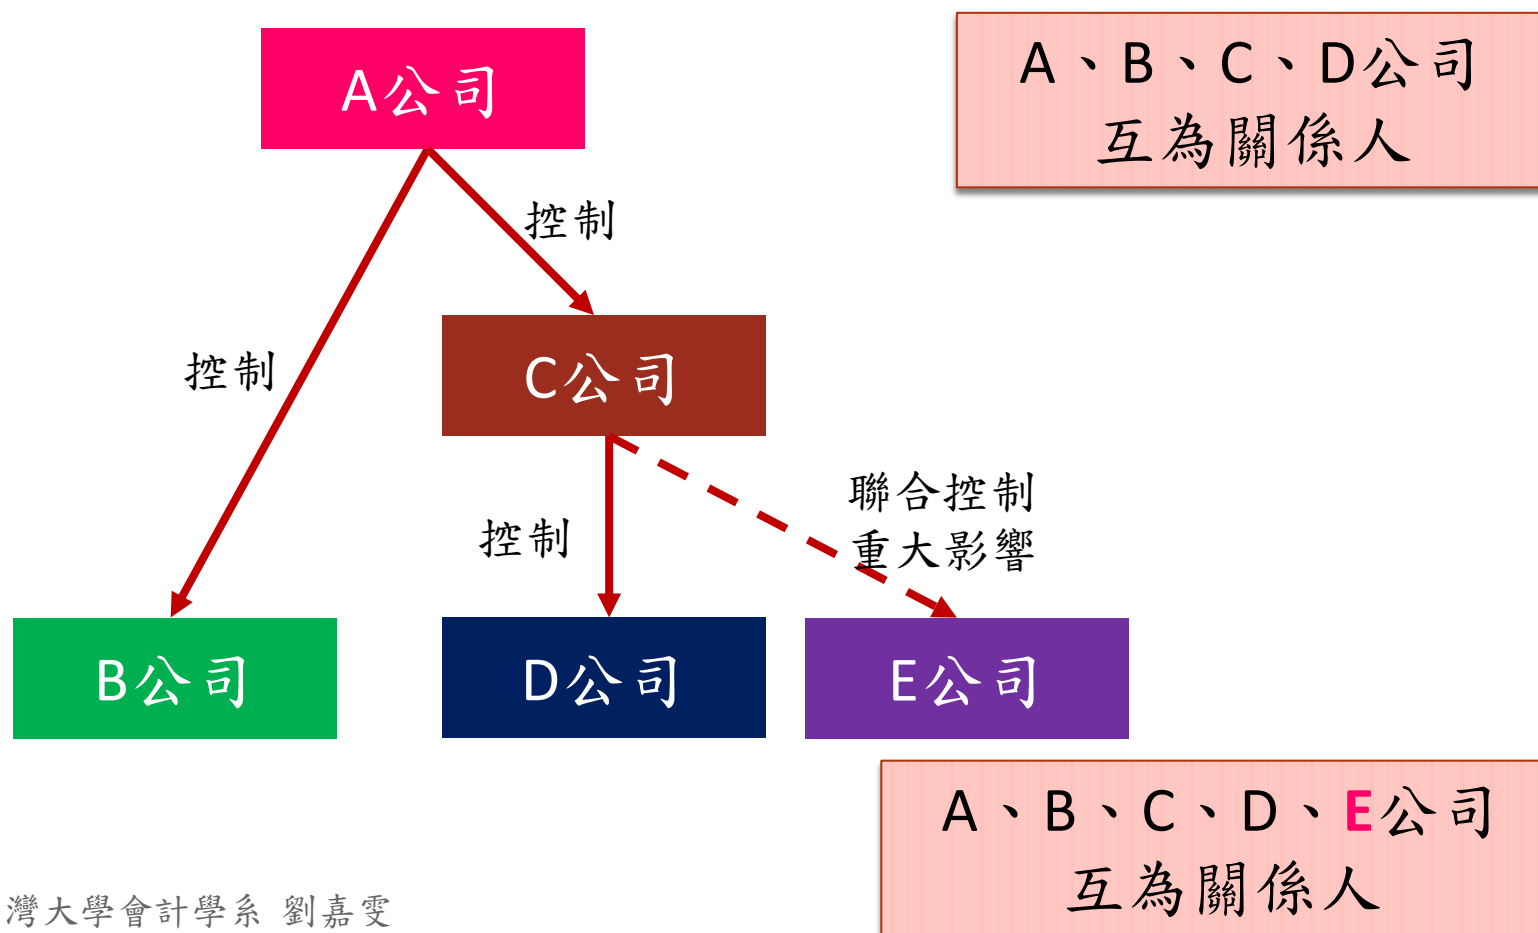 A公司
A、B、C、D公司
互為關係人
控制
控制
C公司
控制
聯合控制
重大影響
B公司
D公司
E公司
A、B、C、D、E公司
互為關係人
灣大學會計學系 劉嘉雯